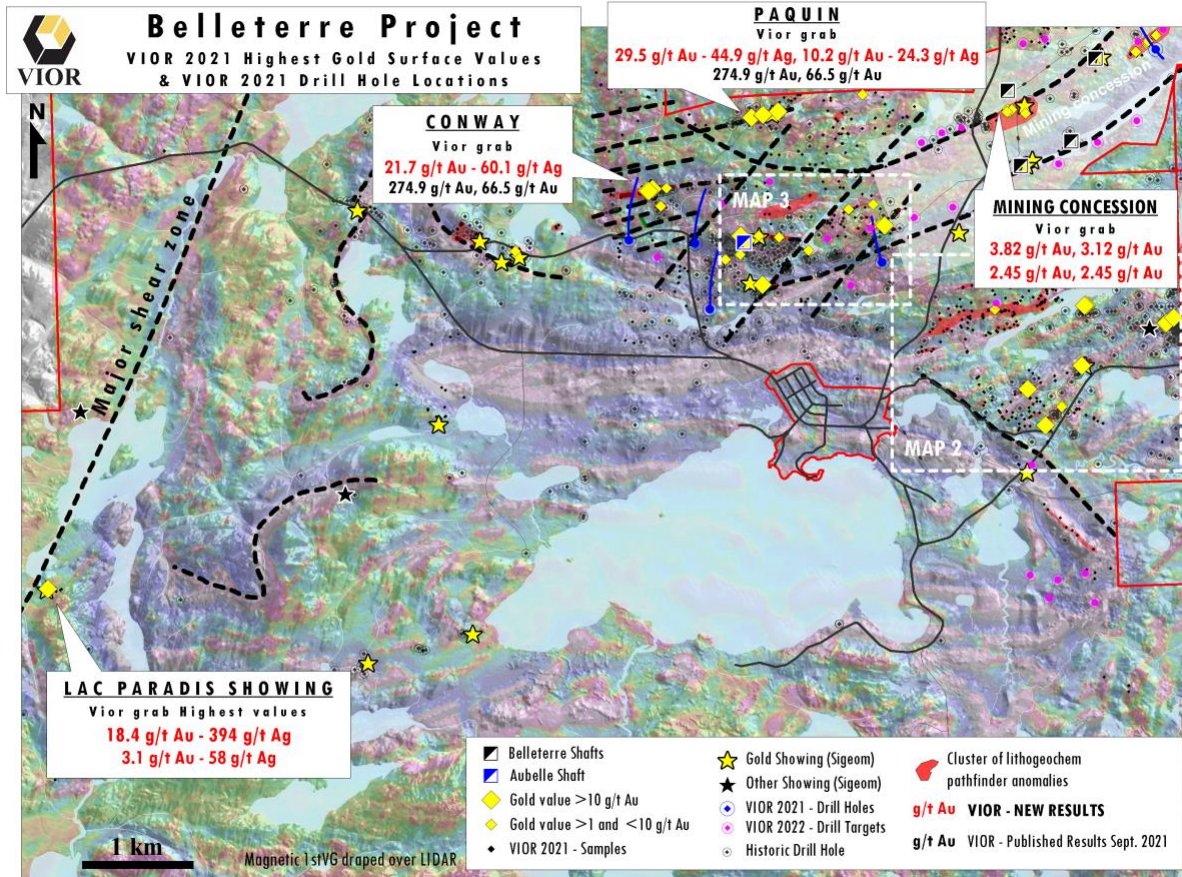 VIOR
Belleterre Project
VIOR 2021 Highest Gold Surface Values
& VIOR 2021 Drill Hole Locations
PAQUIN
Vior grab
29.5 g/t Au - 44.9 g/t Ag, 10.2 g/t Au - 24.3 g/t Ag
274.9 g/t Au, 66.5 g/t Au
N
CONWAY
Vior grab
21.7 g/t Au - 60.1 g/t Ag
274.9 g/t Au, 66.5 g/t Au
Mining concession
MAP 3
MINING CONCESSION
Vior grab
3.82 g/t Au, 3.12 g/t Au
2.45 g/t Au, 2.45 g/t Au
Major shear zone
MAP 2
LAC PARADIS SHOWING
Vior grab Highest values
18.4 g/t Au - 394 g/t Ag
3.1 g/t Au - 58 g/t Ag
1 km
Magnetic 1stVG draped over LIDAR
Belleterre Shafts
Aubelle Shaft
Gold value >10 g/t Au
Gold value >1 and <10 g/t Au
VIOR 2021 - Samples
Gold Showing (Sigeom)
Other Showing (Sigeom)
VIOR 2021 - Drill Holes
VIOR 2022 - Drill Targets
Historic Drill Hole
Cluster of lithogeochem
pathfinder anomalies
g/t Au VIOR - NEW RESULTS
g/t Au VIOR - Published Results Sept. 2021